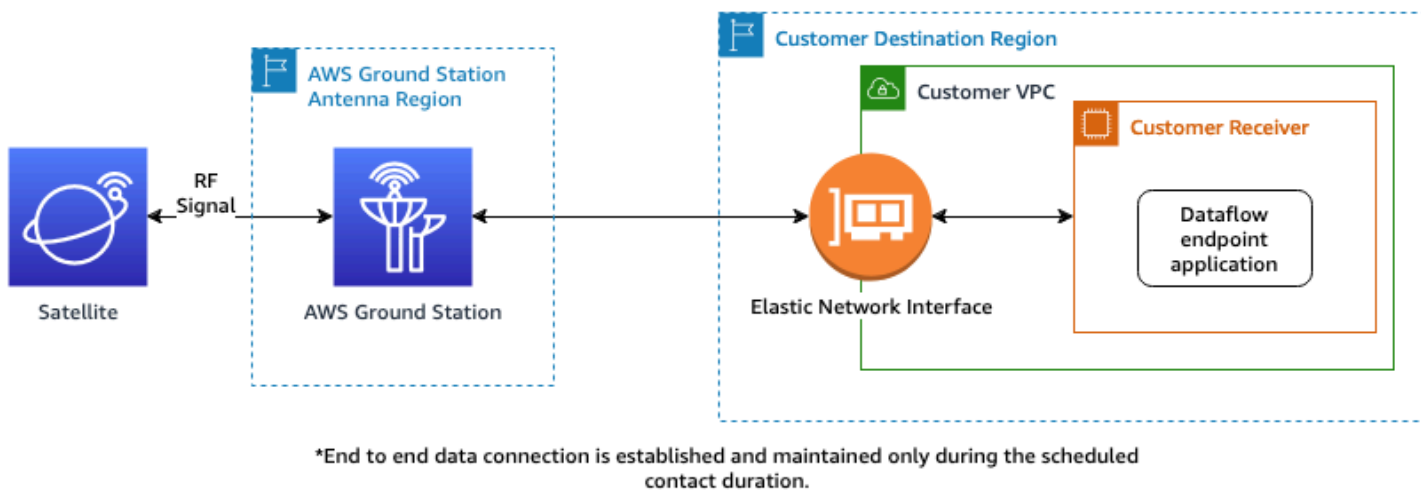 Customer Destination Region
AWS Ground Station
Antenna Region
Customer VPC
Customer Receiver
RF
Signal
Dataflow
endpoint
application
Satellite
AWS Ground Station
Elastic Network Interface
*End to end data connection is established and maintained only during the scheduled
contact duration.